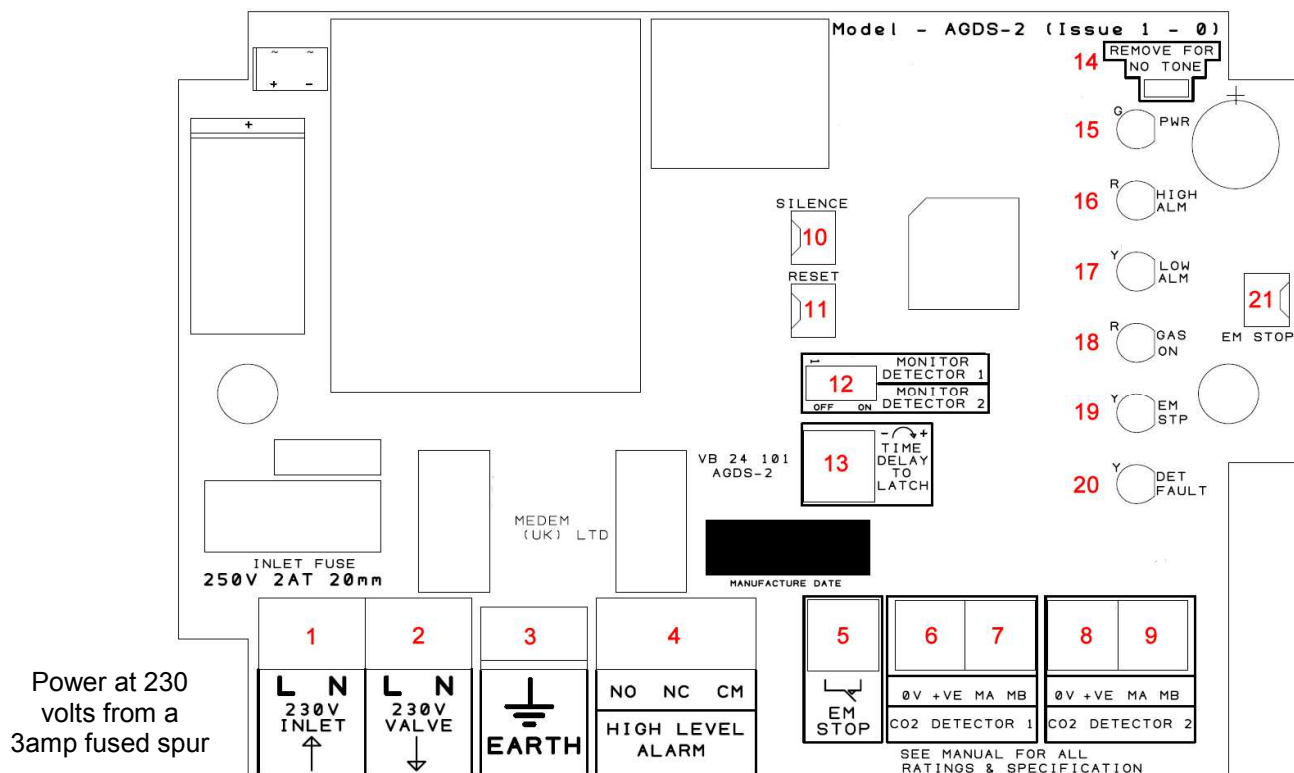 Model - AGDS-2 (Issue 1 - 0)
~ ~
+ -
+
14
REMOVE FOR
NO TONE
+
15
G
PWR
16
R
HIGH
ALM
17
Y
LOW
ALM
18
R
GAS
ON
19
Y
EM
STP
20
Y
DET
FAULT
21
EM STOP
SILENCE
10
RESET
11
1
12
OFF ON
MONITOR
DETECTOR 1
MONITOR
DETECTOR 2
VB 24 101
AGDS-2
13
- +
TIME
DELAY
TO
LATCH
MEDEM
(UK) LTD
MANUFACTURE DATE
INLET FUSE
250V 2AT 20mm
Power at 230
volts from a
3amp fused spur
1
L N
230V
INLET
2
L N
230V
VALVE
3
EARTH
4
NO NC CM
HIGH LEVEL
ALARM
5
EM
STOP
6 7
0V +VE MA MB
CO2 DETECTOR 1
8 9
0V +VE MA MB
CO2 DETECTOR 2
SEE MANUAL FOR ALL
RATINGS & SPECIFICATION